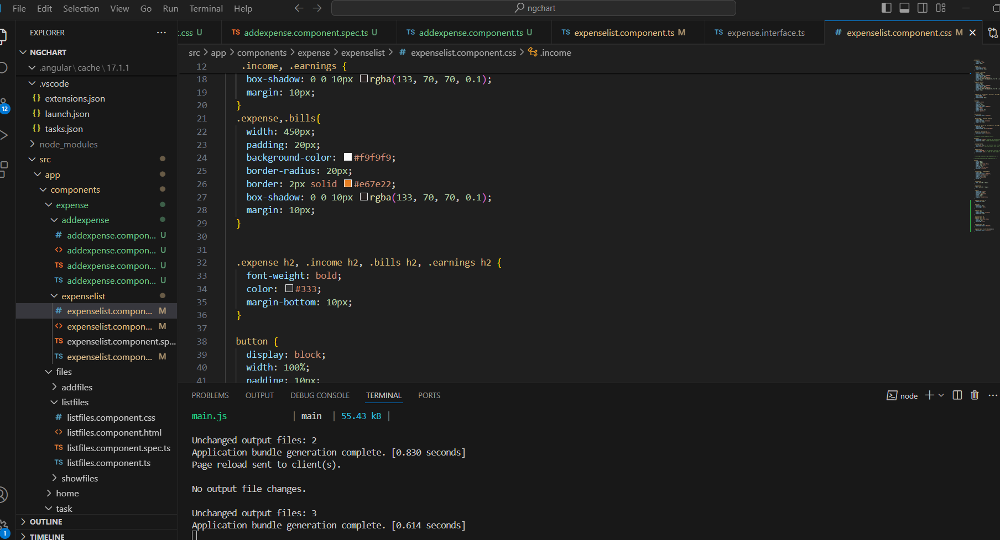 File Edit Selection View Go Run Terminal Help
ngchart
EXPLORER
NGCHART
.angular\cache\17.1.1
.vscode
{} extensions.json
{} launch.json
{} tasks.json
node_modules
src
app
components
expense
addexpense
# addexpense.compon... U
<> addexpense.compon... U
TS addexpense.compon... U
TS addexpense.compon... U
expenselist
# expenselist.compon... M
<> expenselist.compon... M
TS expenselist.component.sp...
TS expenselist.compon... M
files
addfiles
listfiles
# listfiles.component.css
<> listfiles.component.html
TS listfiles.component.spec.ts
TS listfiles.component.ts
showfiles
home
task
OUTLINE
TIMELINE
12
1
t.css U
TS addexpense.component.spec.ts U
TS addexpense.component.ts U
TS expenselist.component.ts M
TS expense.interface.ts
# expenselist.component.css M
src > app > components > expense > expenselist > # expenselist.component.css > .income
12 .income, .earnings {
18 box-shadow: 0 0 10px rgba(133, 70, 70, 0.1);
19 margin: 10px;
20 }
21 .expense,.bills{
22 width: 450px;
23 padding: 20px;
24 background-color: #f9f9f9;
25 border-radius: 20px;
26 border: 2px solid #e67e22;
27 box-shadow: 0 0 10px rgba(133, 70, 70, 0.1);
28 margin: 10px;
29 }
30
31
32 .expense h2, .income h2, .bills h2, .earnings h2 {
33 font-weight: bold;
34 color: #333;
35 margin-bottom: 10px;
36 }
37
38 button {
39 display: block;
40 width: 100%;
41 padding: 10px;
PROBLEMS OUTPUT DEBUG CONSOLE TERMINAL PORTS
node
main.js | main | 55.43 kB |
Unchanged output files: 2
Application bundle generation complete. [0.830 seconds]
Page reload sent to client(s).
No output file changes.
Unchanged output files: 3
Application bundle generation complete. [0.614 seconds]